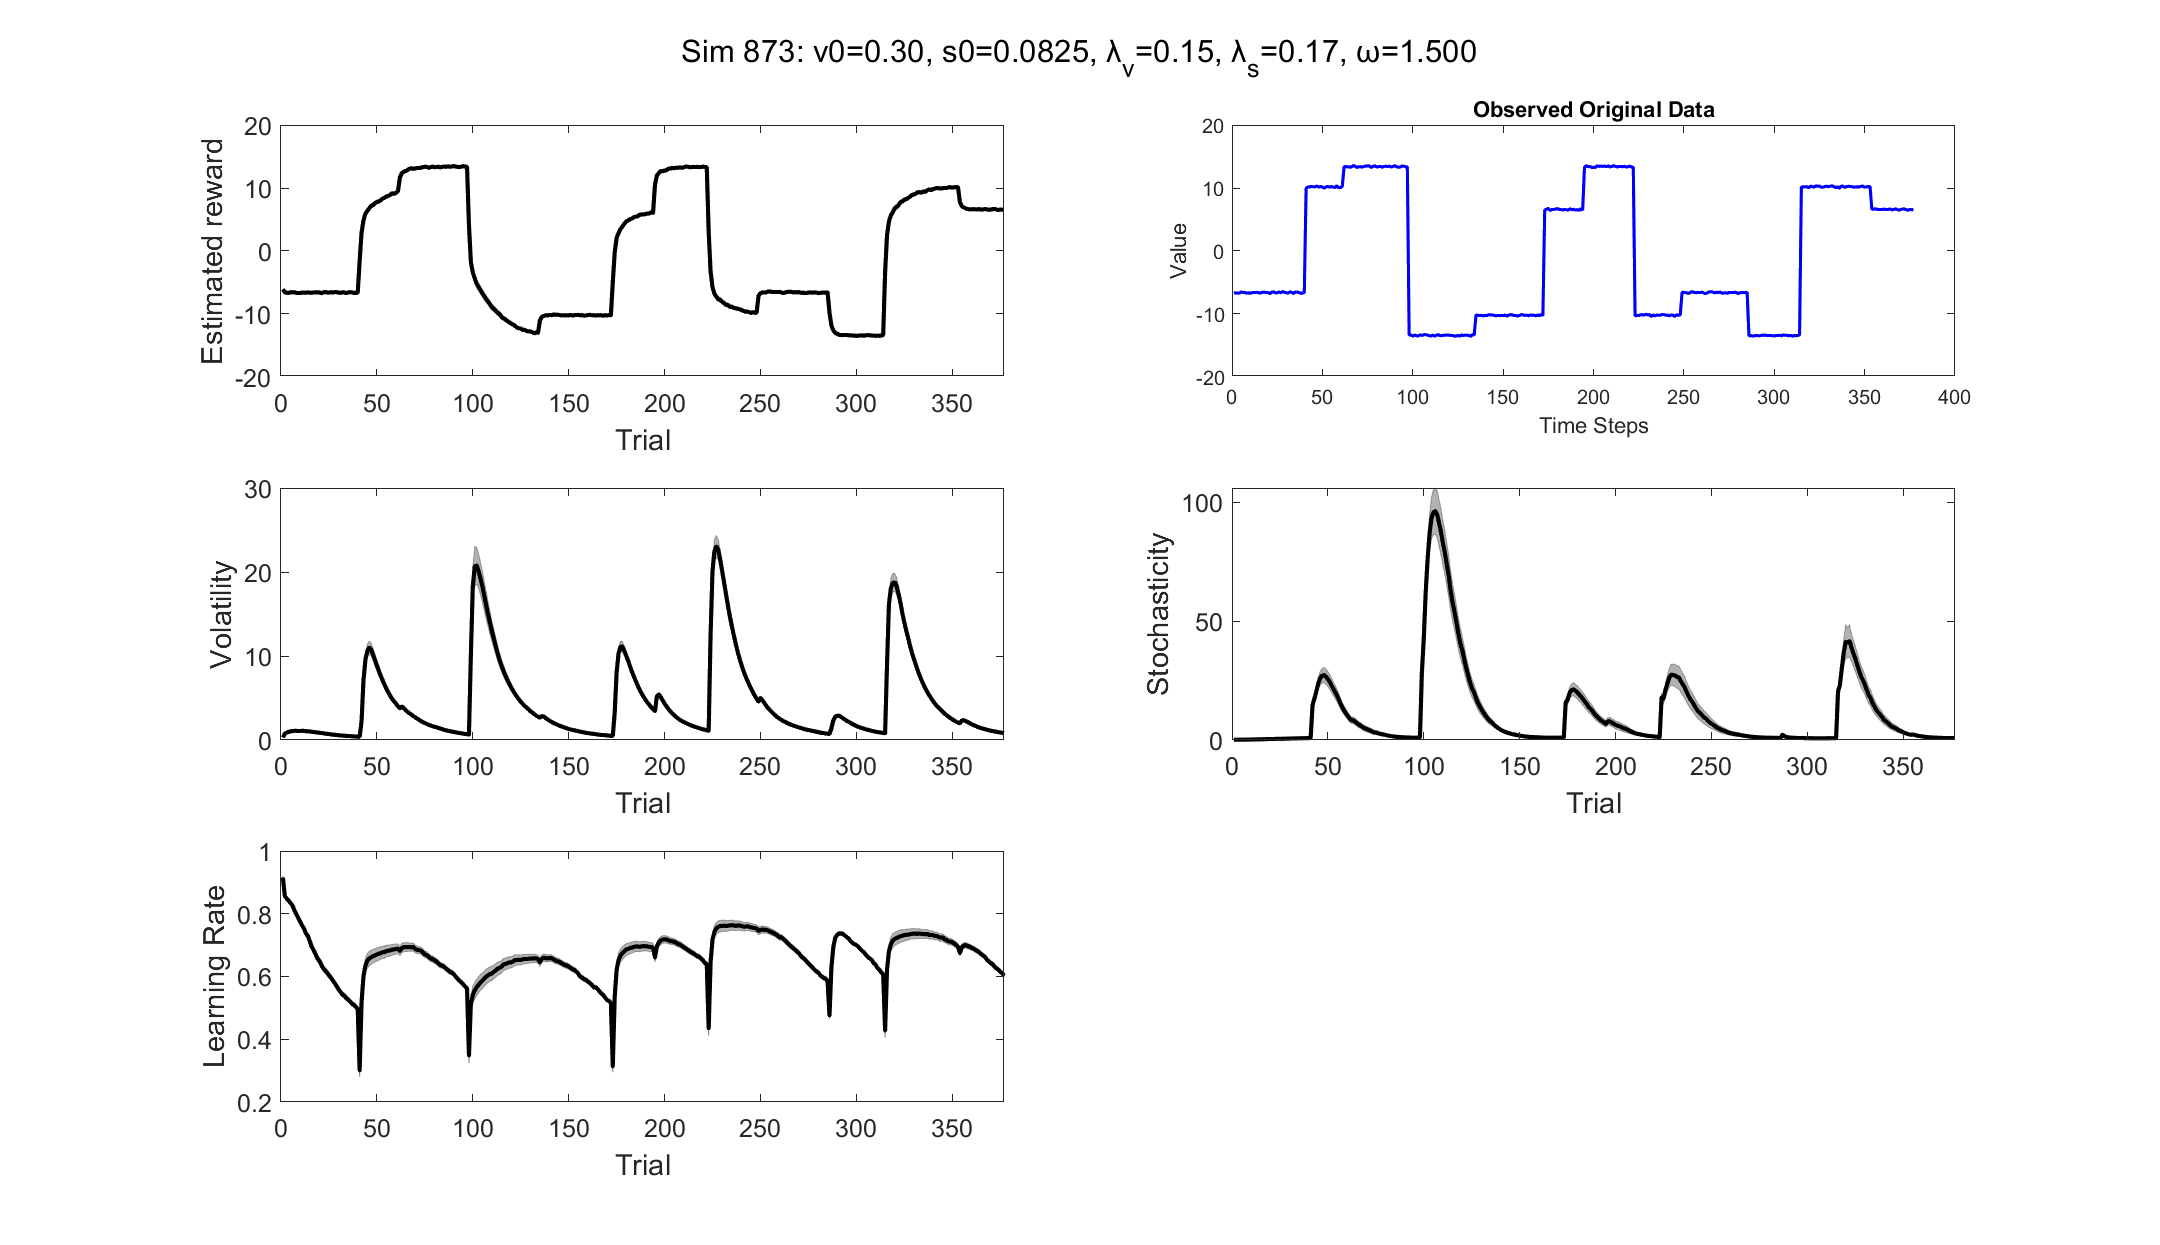 Sim 873: v0=0.30, s0=0.0825, λv=0.15, λs=0.17, ω=1.500
Estimated reward
20
10
0
-10
-20
0 50 100 150 200 250 300 350
Trial
Observed Original Data
Value
20
10
0
-10
-20
0 50 100 150 200 250 300 350 400
Time Steps
Volatility
30
20
10
0
0 50 100 150 200 250 300 350
Trial
Stochasticity
100
50
0
0 50 100 150 200 250 300 350
Trial
Learning Rate
1
0.8
0.6
0.4
0.2
0 50 100 150 200 250 300 350
Trial